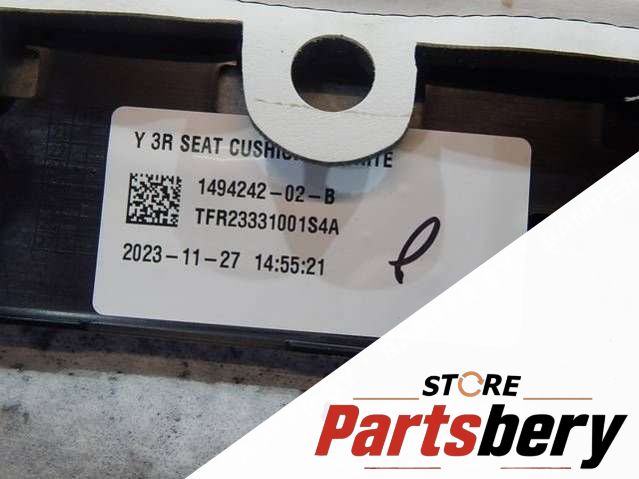 Y 3R SEAT
1494242-02-B
TFR23331001S4A
2023-11-27 14:55:21
STORE
Partsbery